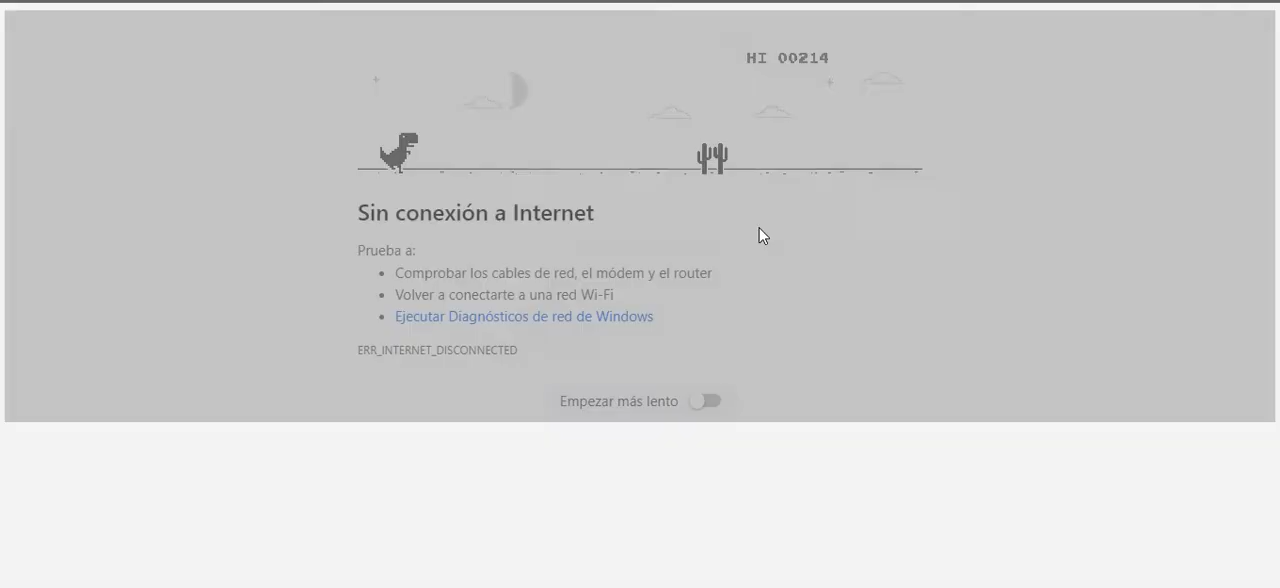 HI 00214
Sin conexión a Internet
Prueba a:
Comprobar los cables de red, el módem y el router
Volver a conectarte a una red Wi-Fi
Ejecutar Diagnósticos de red de Windows
ERR_INTERNET_DISCONNECTED
Empezar más lento